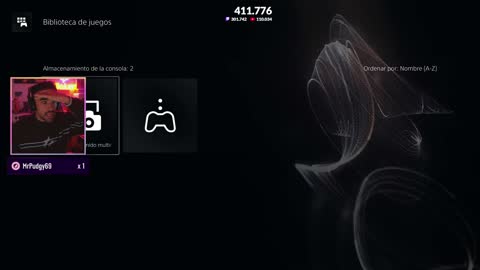 411.776
301.742 110.034
Biblioteca de juegos
Almacenamiento de la consola: 2
Ordenar por: Nombre (A-Z)
MrPudgy69 x 1